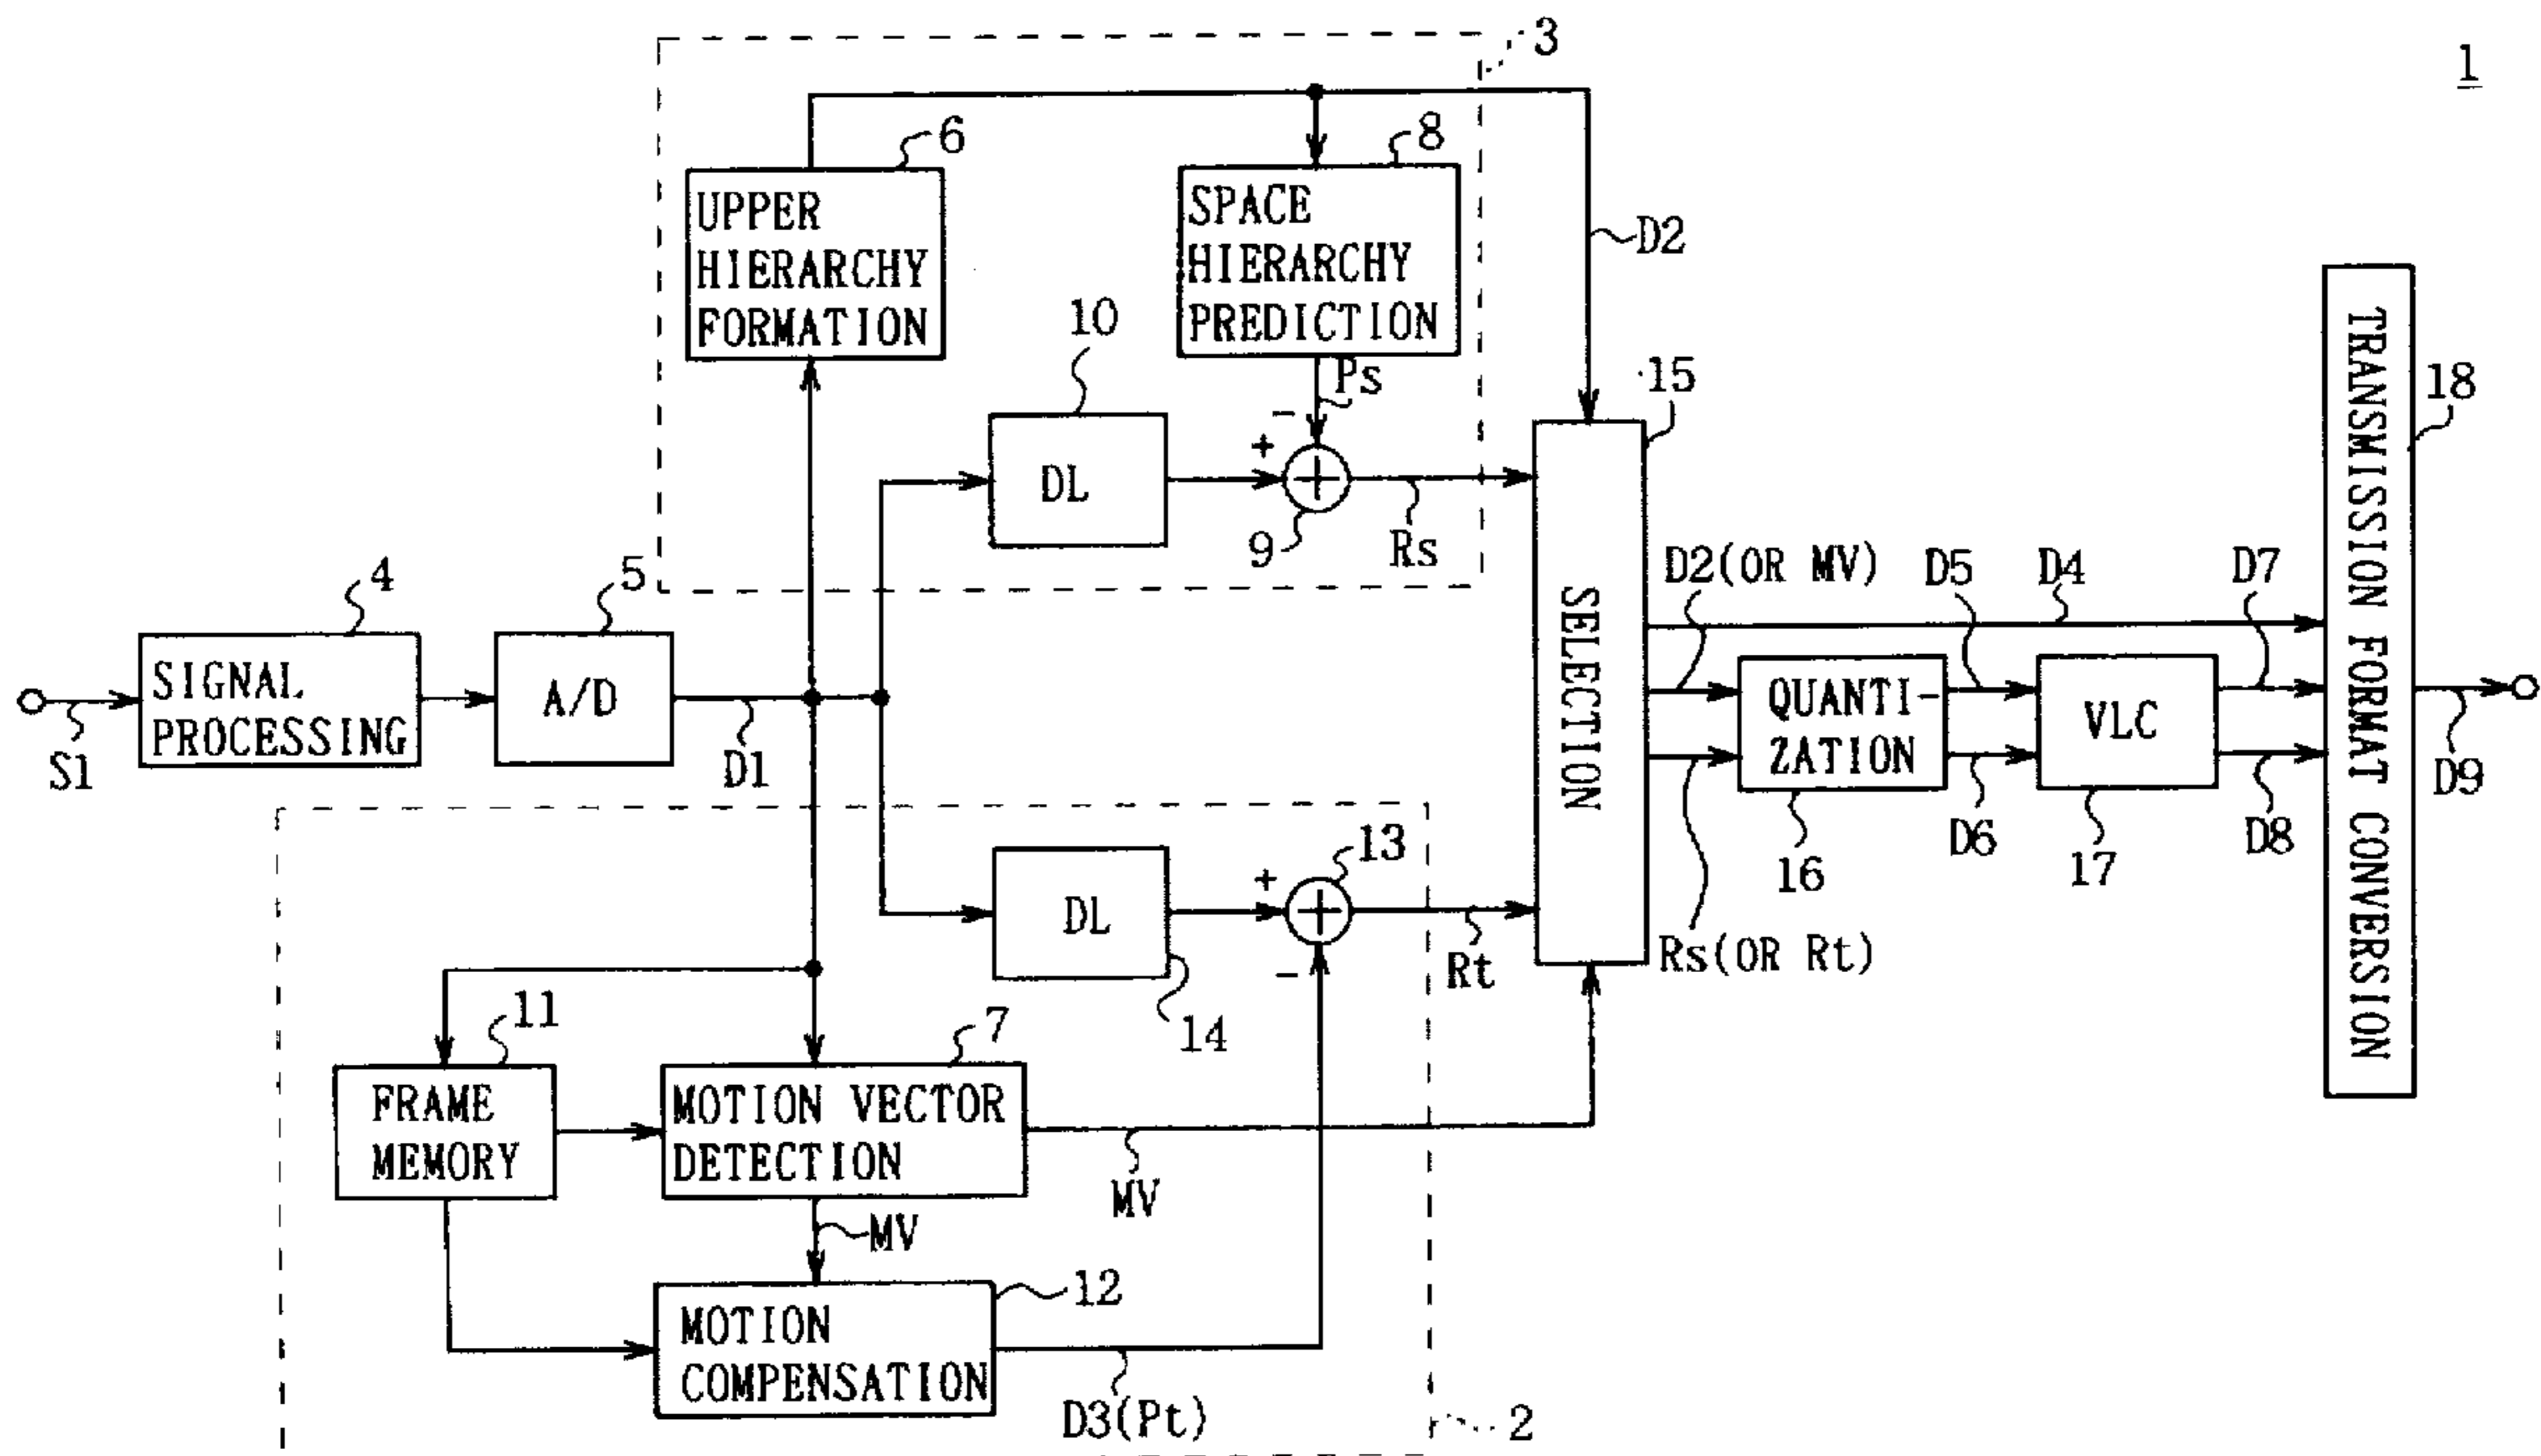 3
1
6
8
UPPER
HIERARCHY
FORMATION
SPACE
HIERARCHY
PREDICTION
D2
10
Ps
15
18
DL
+
-
9
Rs
4
5
SIGNAL
PROCESSING
A/D
S1
D1
SELECTION
D2(OR MV)
D5
D4
D7
QUANTI-
ZATION
VLC
TRANSMISSION FORMAT CONVERSION
D9
16
D6
17
D8
Rs(OR Rt)
DL
13
+
-
Rt
14
11
7
FRAME
MEMORY
MOTION VECTOR
DETECTION
MV
MV
12
MOTION
COMPENSATION
D3(Pt)
2